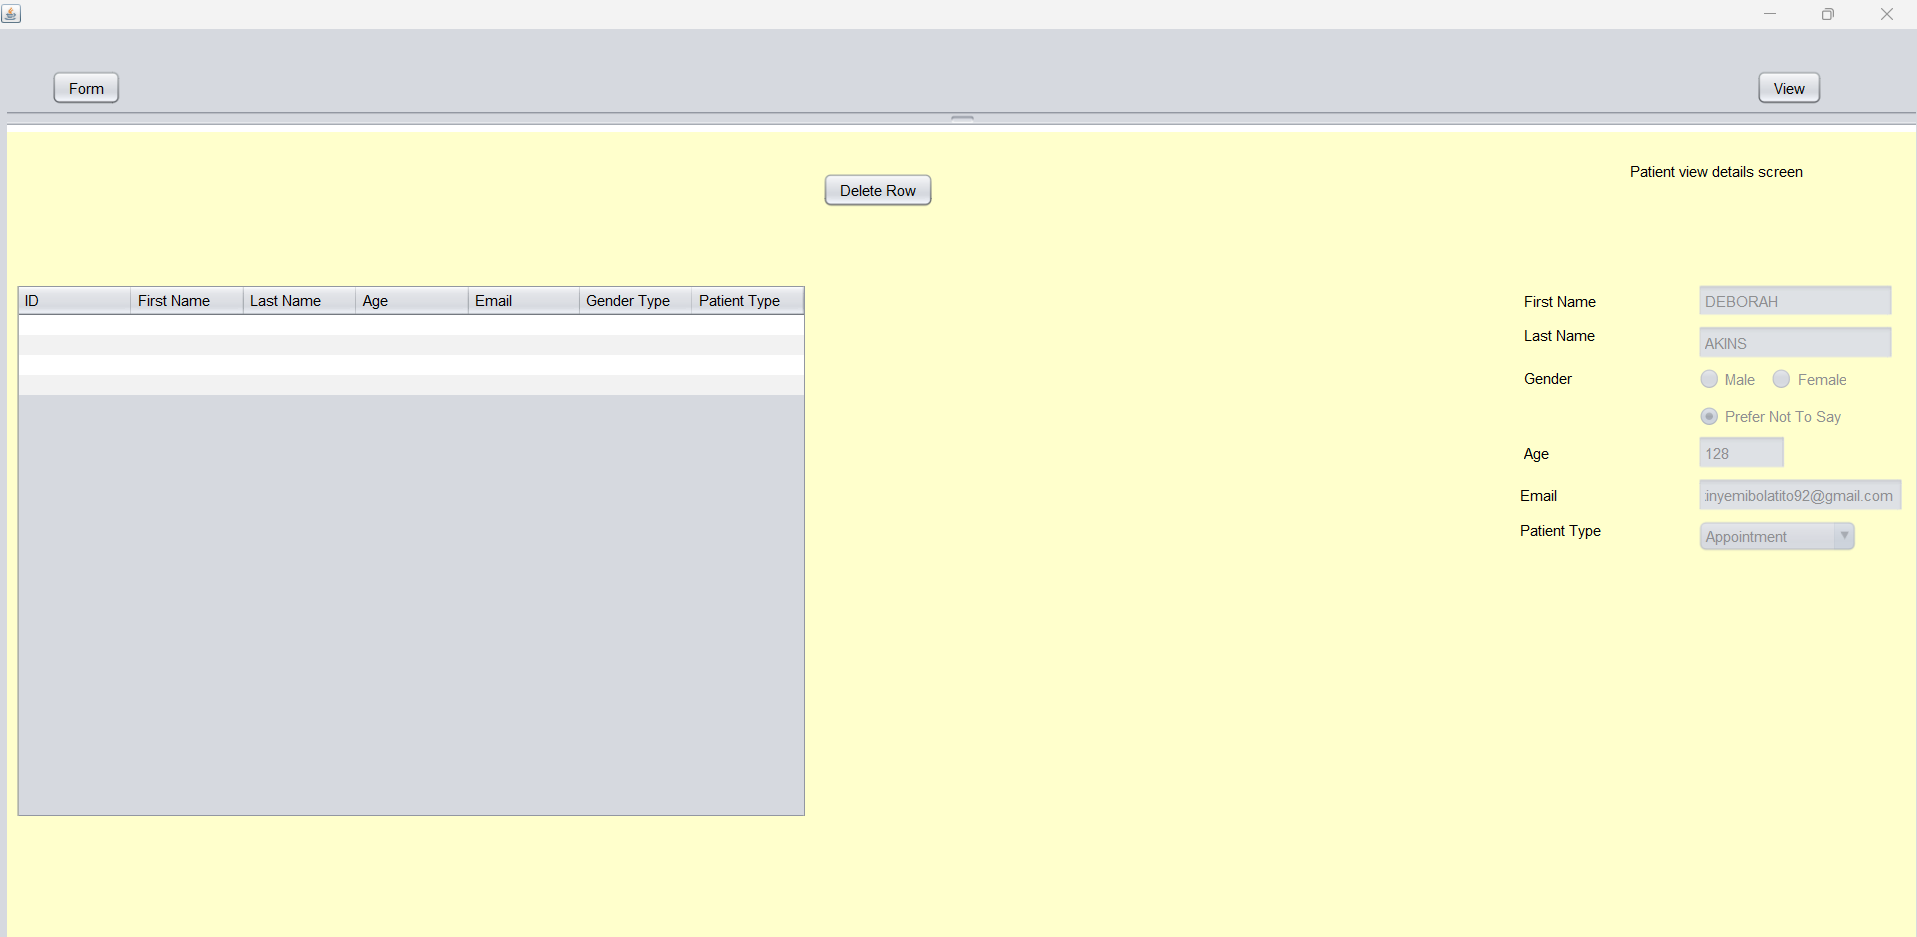 Form View
Patient view details screen
Delete Row
ID First Name Last Name Age Email Gender Type Patient Type
First Name DEBORAH
Last Name AKINS
Gender Male Female
Prefer Not To Say
Age 128
Email inyemibolatito92@gmail.com
Patient Type Appointment